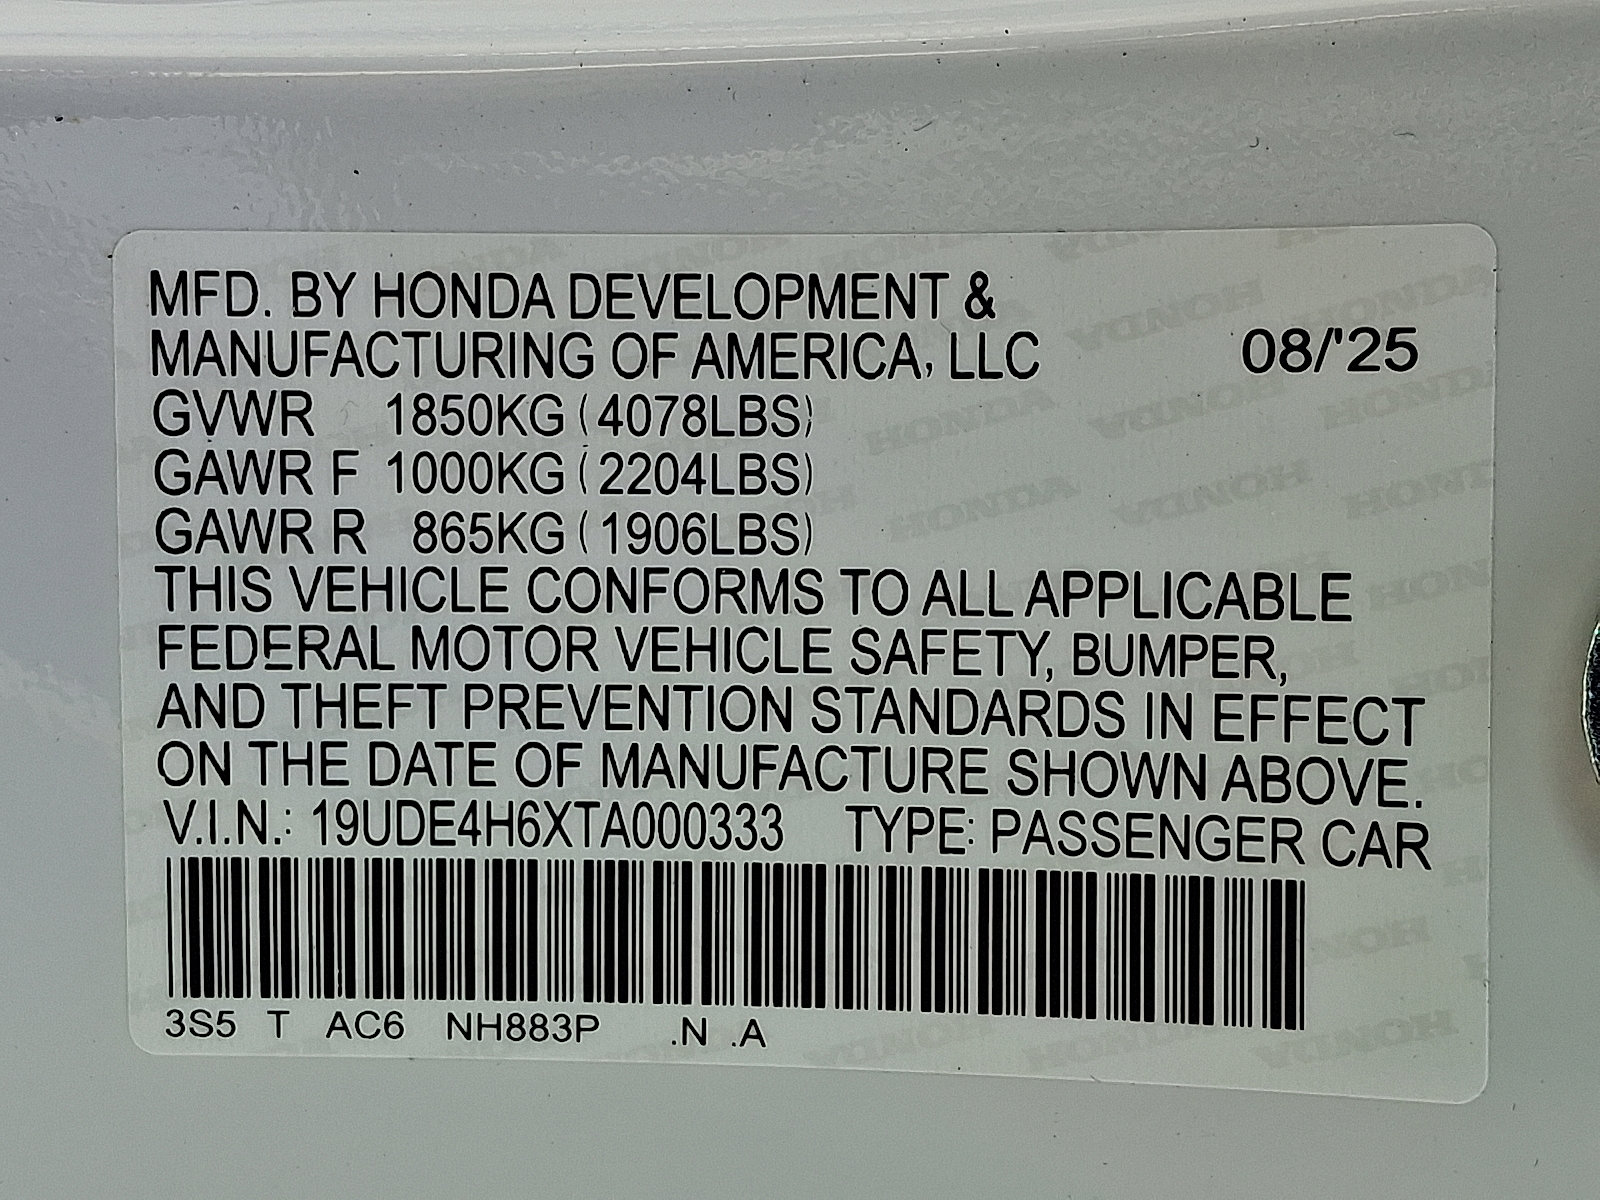 MFD. BY HONDA DEVELOPMENT &
MANUFACTURING OF AMERICA, LLC 08/'25
GVWR 1850KG (4078LBS)
GAWR F 1000KG (2204LBS)
GAWR R 865KG (1906LBS)
THIS VEHICLE CONFORMS TO ALL APPLICABLE
FEDERAL MOTOR VEHICLE SAFETY, BUMPER,
AND THEFT PREVENTION STANDARDS IN EFFECT
ON THE DATE OF MANUFACTURE SHOWN ABOVE.
V.I.N.: 19UDE4H6XTA000333 TYPE: PASSENGER CAR
3S5 T AC6 NH883P .N .A